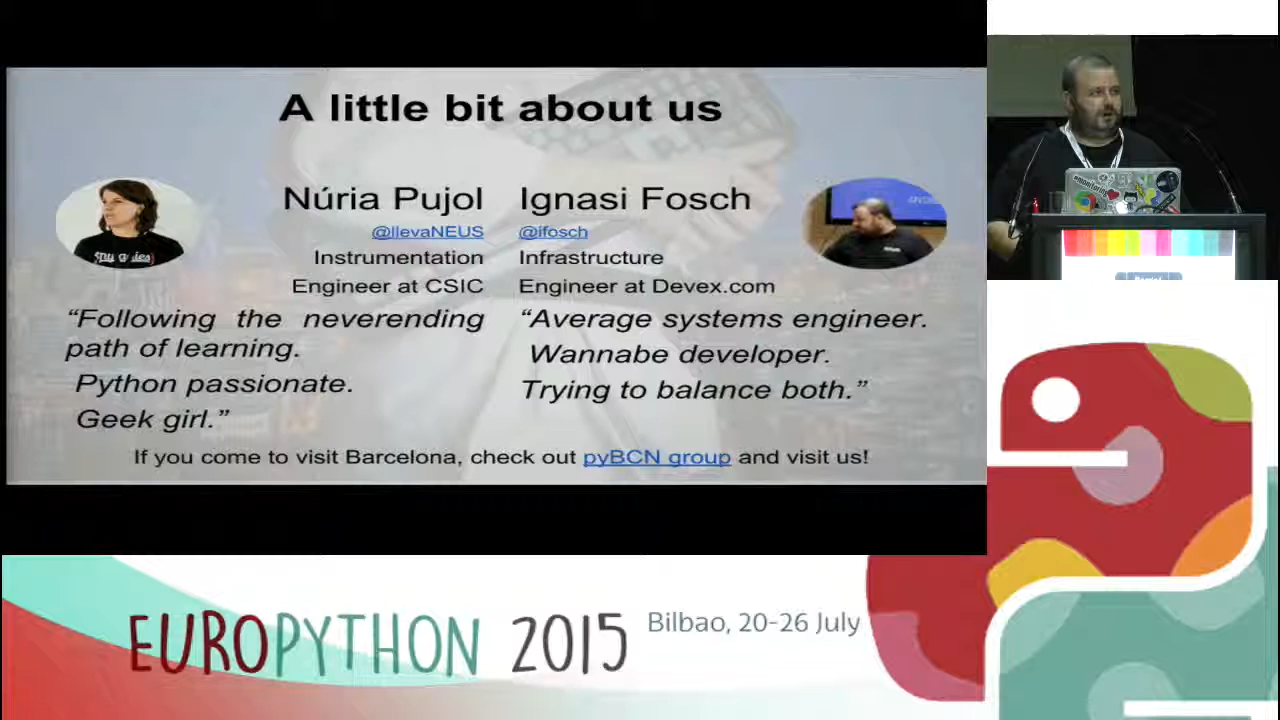 A little bit about us
Núria Pujol
@llevaNEUS
Instrumentation
Engineer at CSIC
“Following the neverending
path of learning.
Python passionate.
Geek girl.”
Ignasi Fosch
@ifosch
Infrastructure
Engineer at Devex.com
“Average systems engineer.
Wannabe developer.
Trying to balance both.”
If you come to visit Barcelona, check out pyBCN group and visit us!
EUROPYTHON 2015
Bilbao, 20-26 July